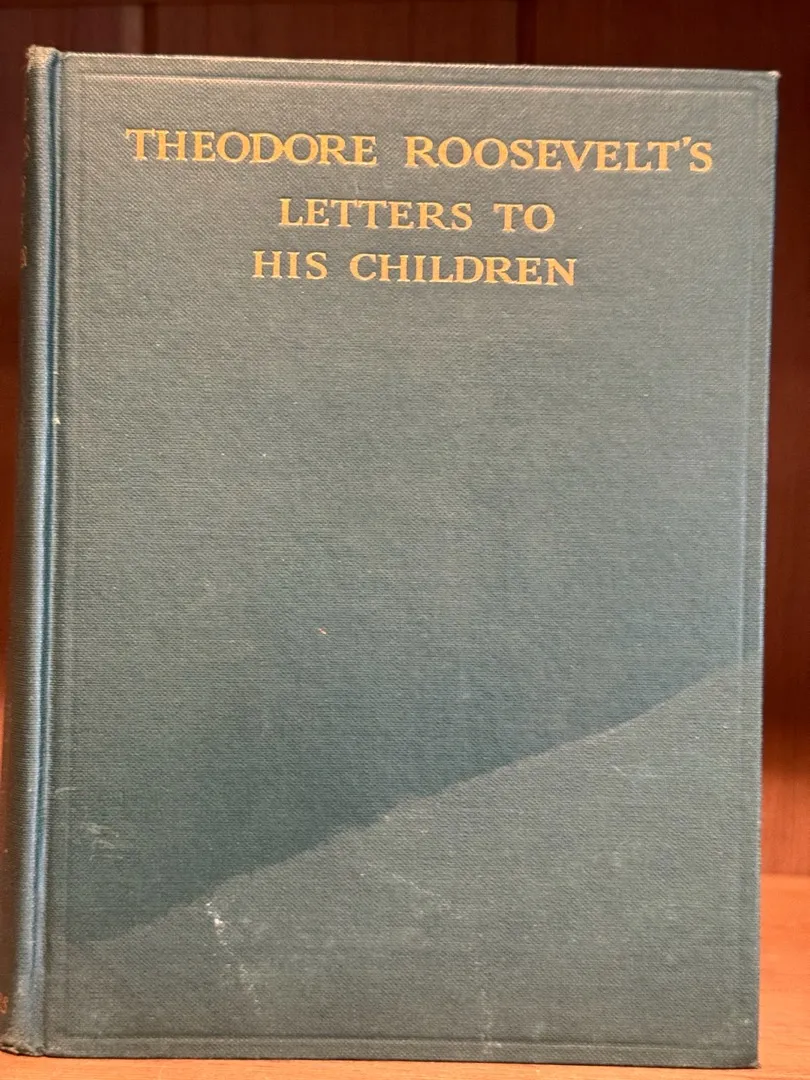 THEODORE ROOSEVELT'S
LETTERS TO
HIS CHILDREN